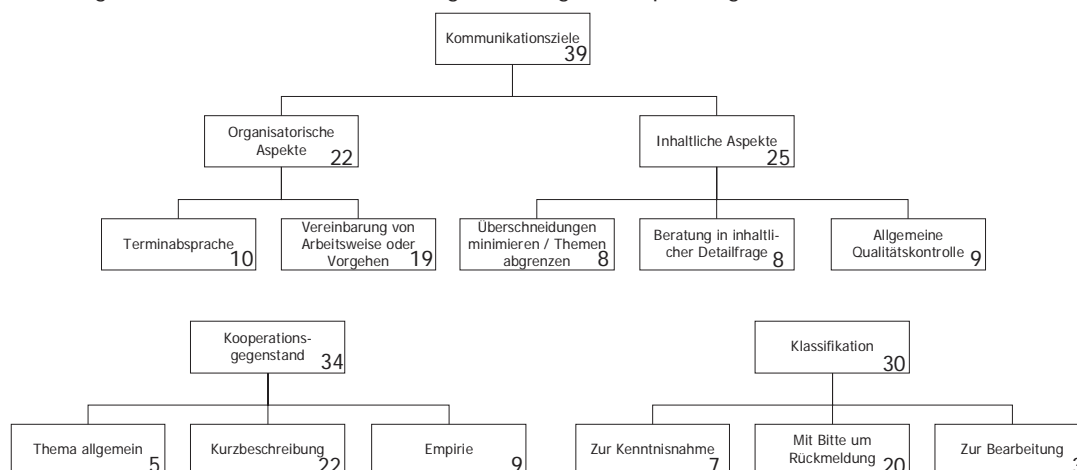 Kommunikationsziele
39
Organisatorische
Aspekte
22
Inhaltliche Aspekte
25
Terminabsprache
10
Vereinbarung von
Arbeitsweise oder
Vorgehen
19
Überschneidungen
minimieren / Themen
abgrenzen
8
Beratung in inhaltli-
cher Detailfrage
8
Allgemeine
Qualitätskontrolle
9
Kooperations-
gegenstand
34
Klassifikation
30
Thema allgemein
5
Kurzbeschreibung
22
Empirie
9
Zur Kenntnisnahme
7
Mit Bitte um
Rückmeldung
20
Zur Bearbeitung